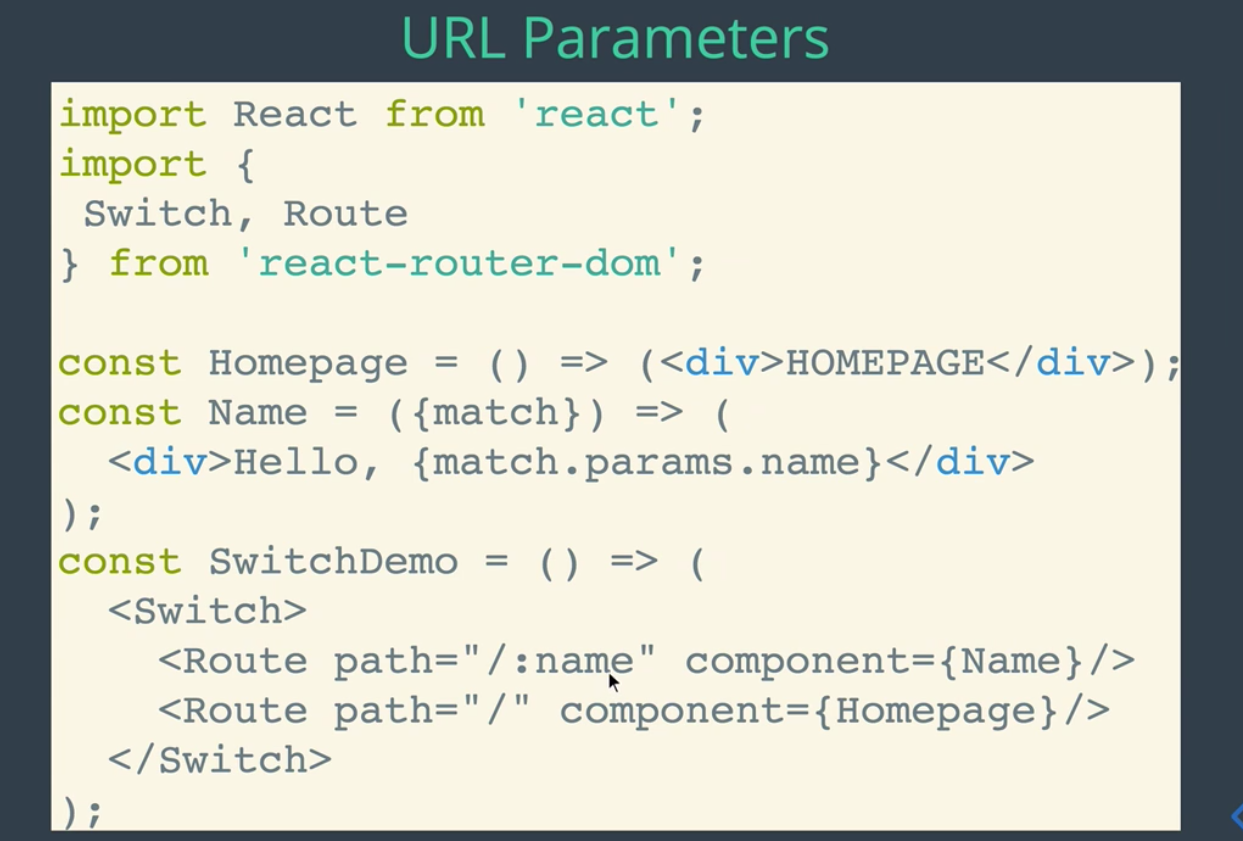 URL Parameters
import React from 'react';
import {
 Switch, Route
} from 'react-router-dom';
const Homepage = () => (<div>HOMEPAGE</div>);
const Name = ({match}) => (
  <div>Hello, {match.params.name}</div>
);
const SwitchDemo = () => (
  <Switch>
    <Route path="/:name" component={Name}/>
    <Route path="/" component={Homepage}/>
  </Switch>
);